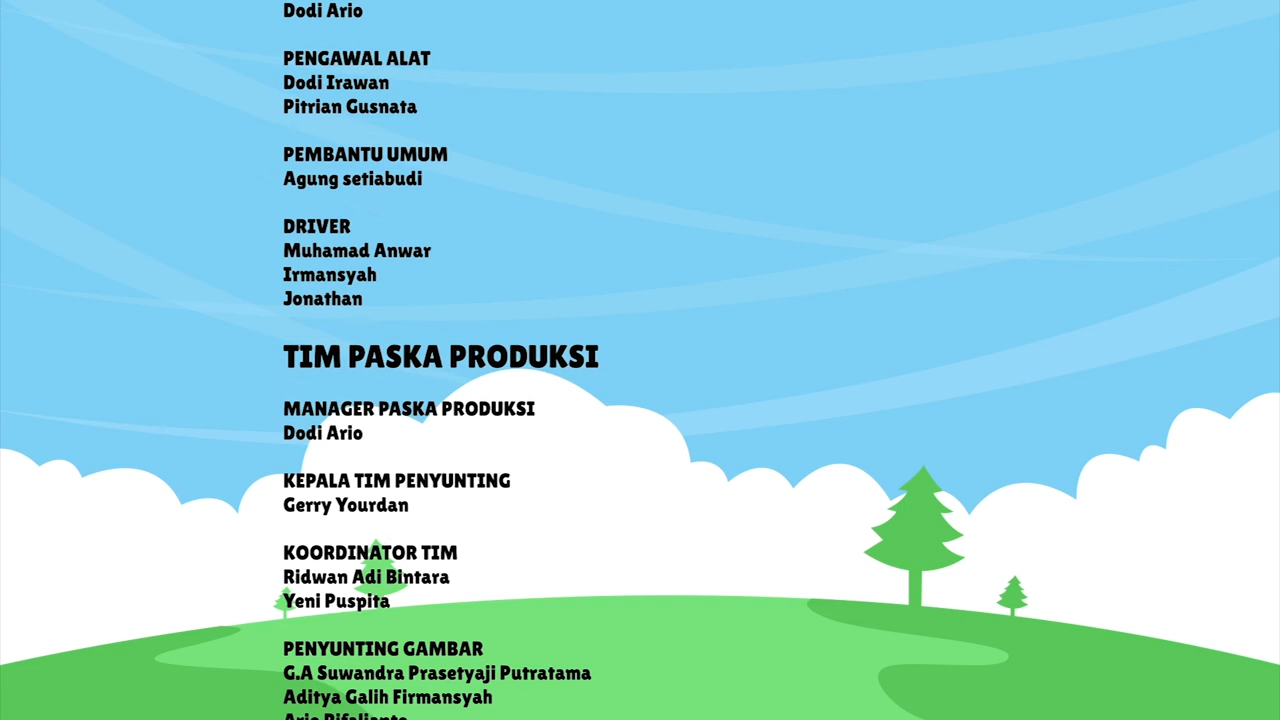 Dodi Ario
PENGAWAL ALAT
Dodi Irawan
Pitrian Gusnata
PEMBANTU UMUM
Agung setiabudi
DRIVER
Muhamad Anwar
Irmansyah
Jonathan
TIM PASKA PRODUKSI
MANAGER PASKA PRODUKSI
Dodi Ario
KEPALA TIM PENYUNTING
Gerry Yourdan
KOORDINATOR TIM
Ridwan Adi Bintara
Yeni Puspita
PENYUNTING GAMBAR
G.A Suwandra Prasetyaji Putratama
Aditya Galih Firmansyah